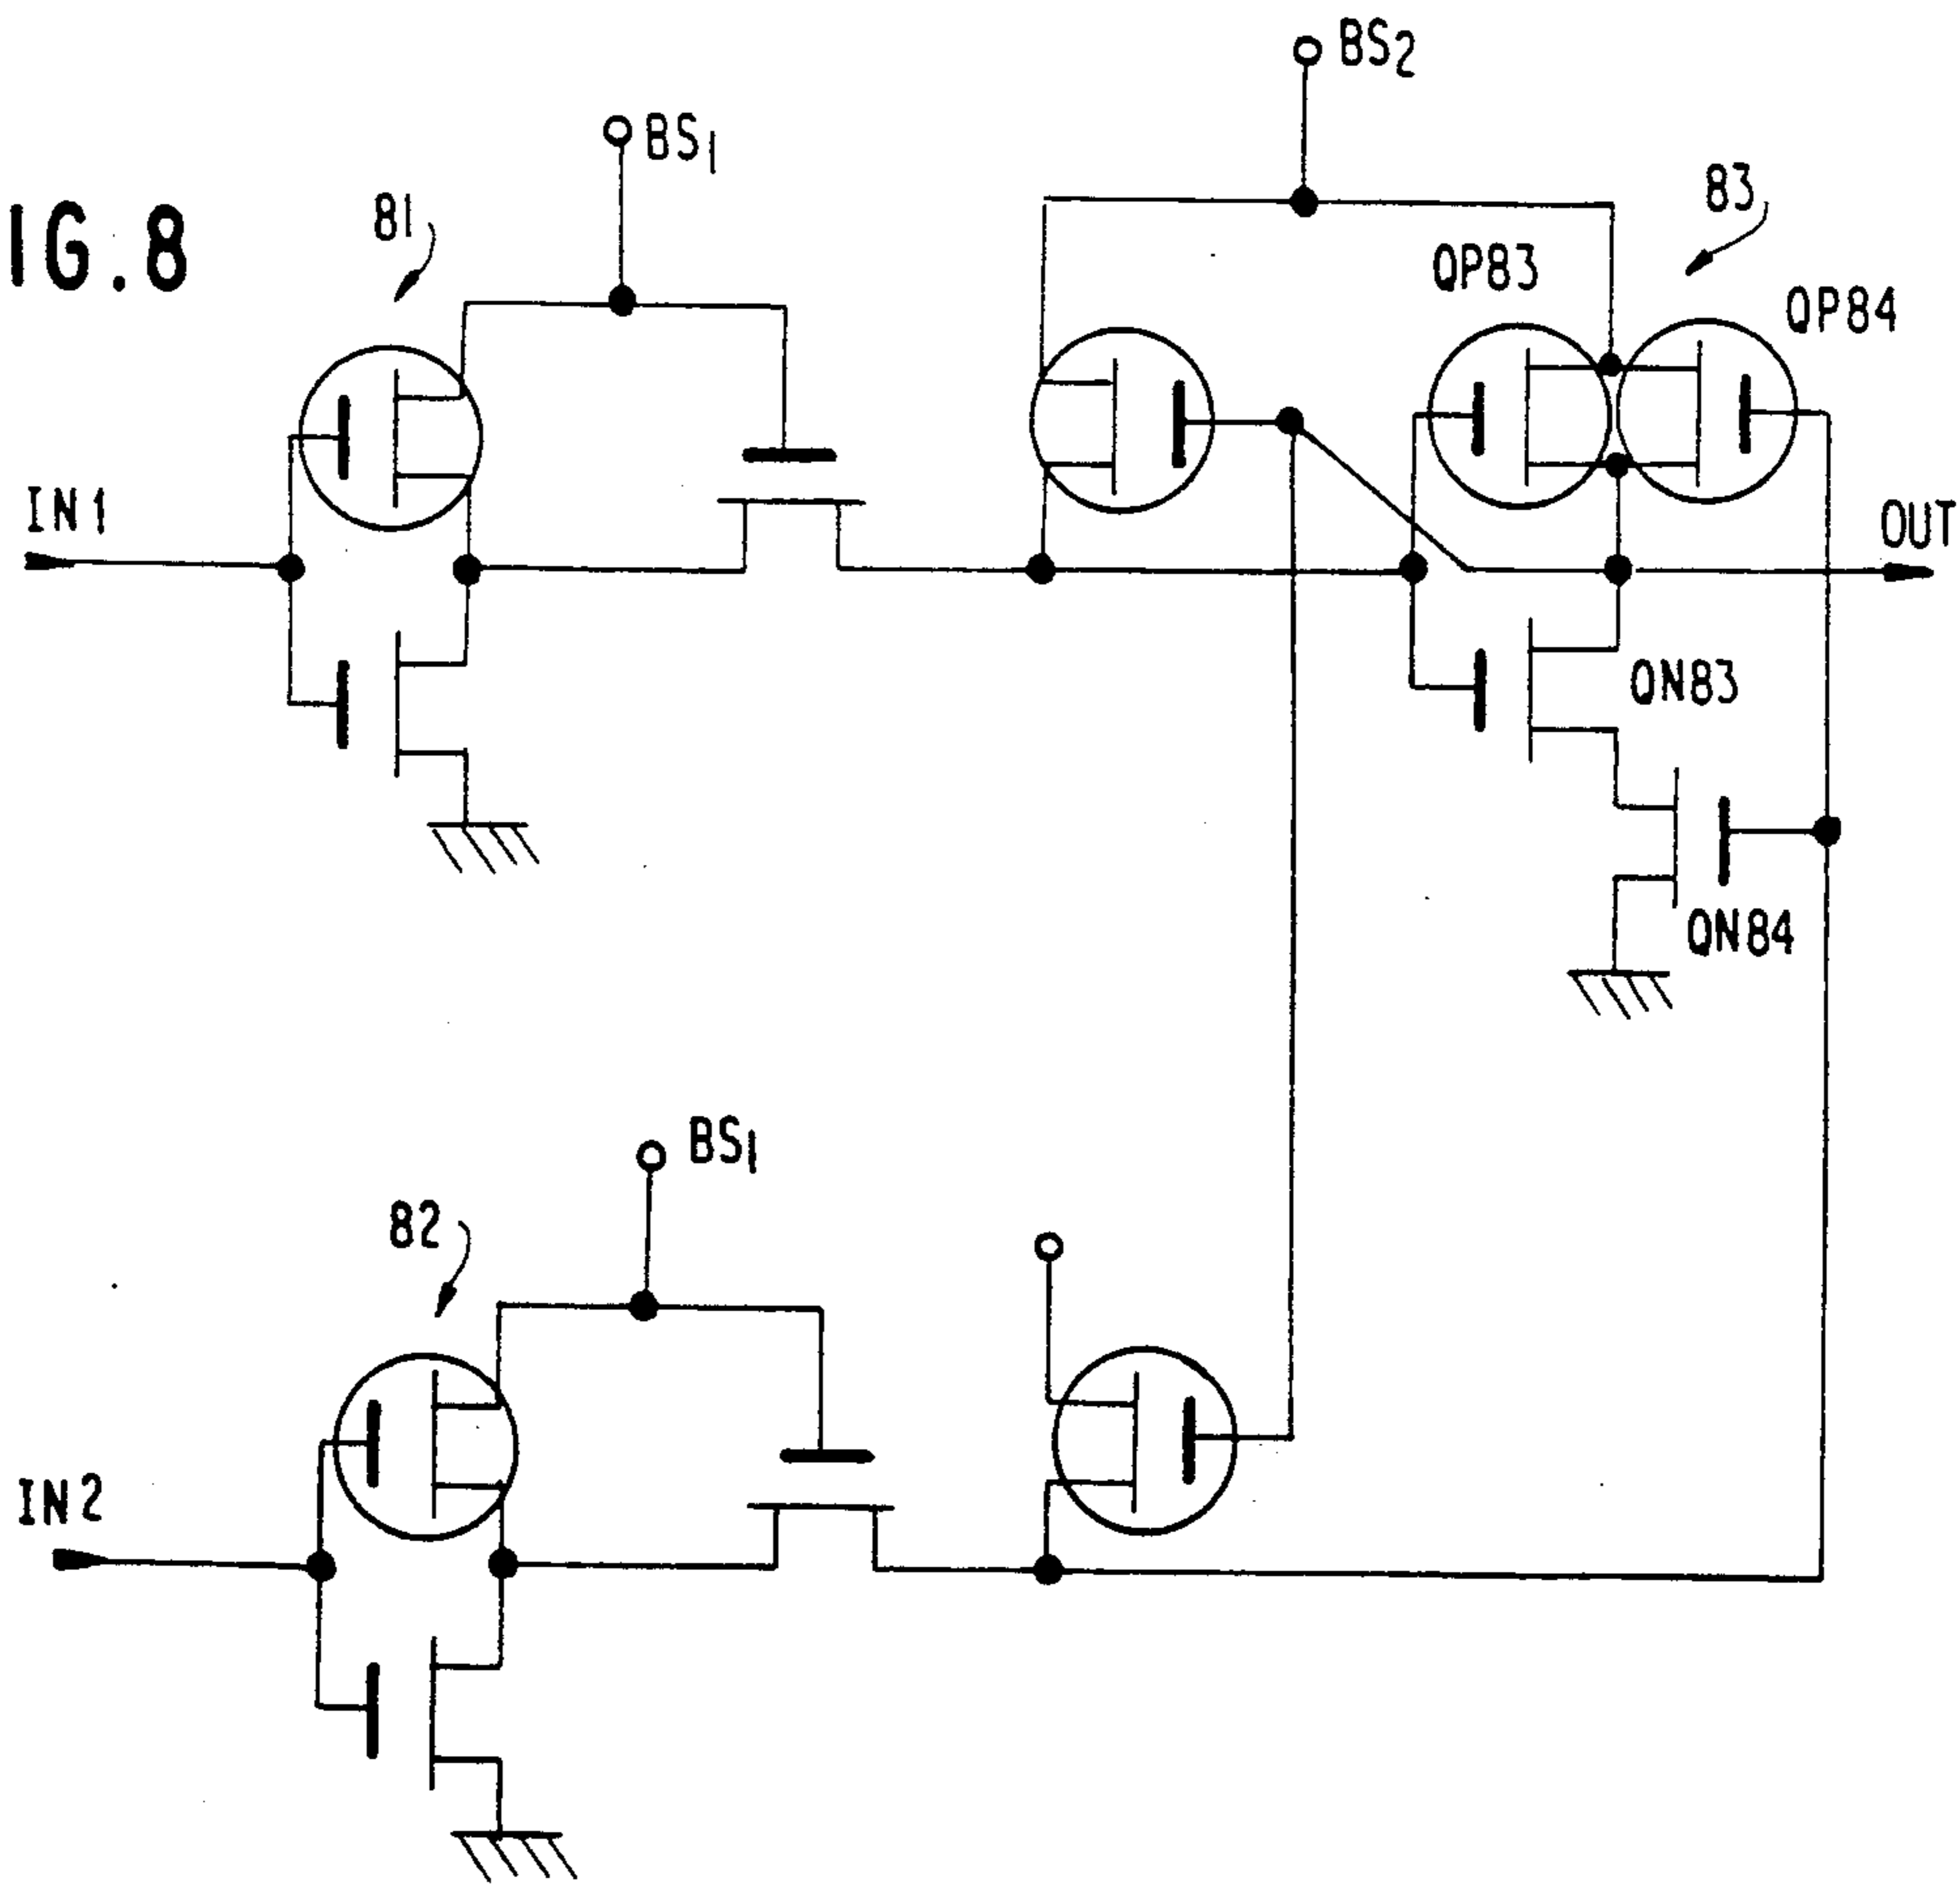 BS2
BS1
83
81
IG.8
QP83
QP84
IN1
OUT
QN83
QN84
BS1
82
IN2